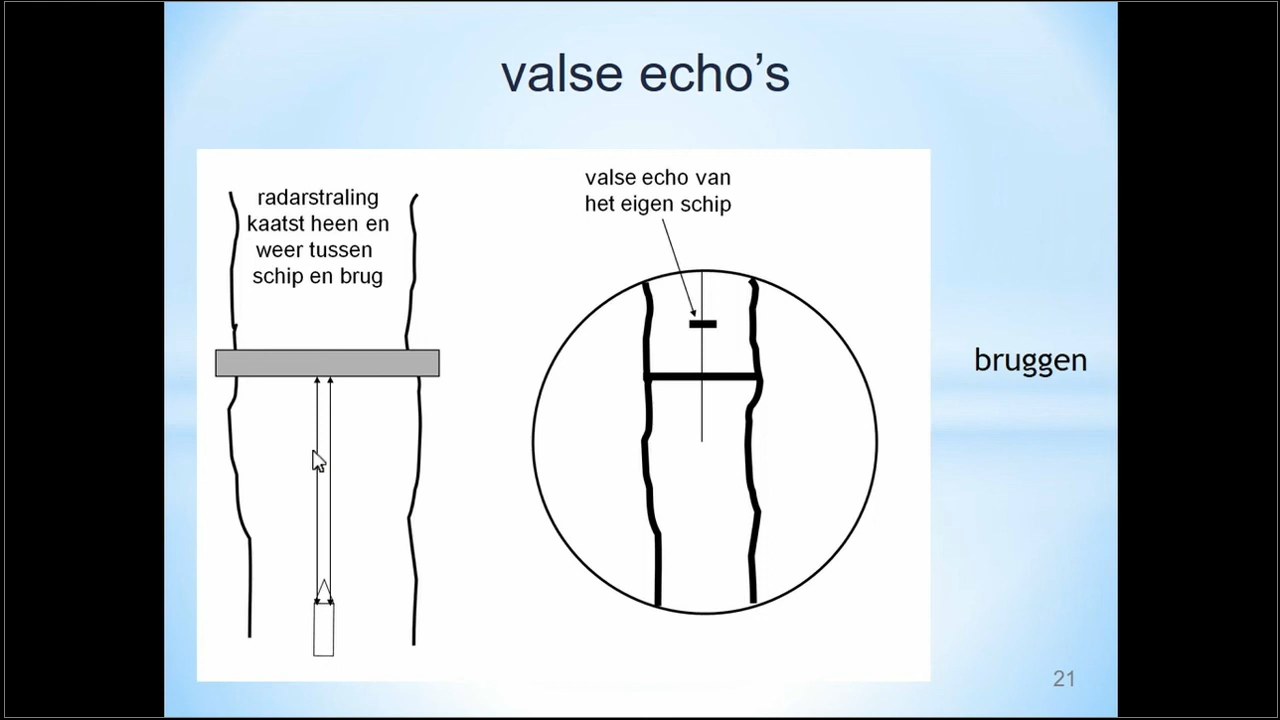 valse echo’s
radarstraling
kaatst heen en
weer tussen
schip en brug
valse echo van
het eigen schip
bruggen
21